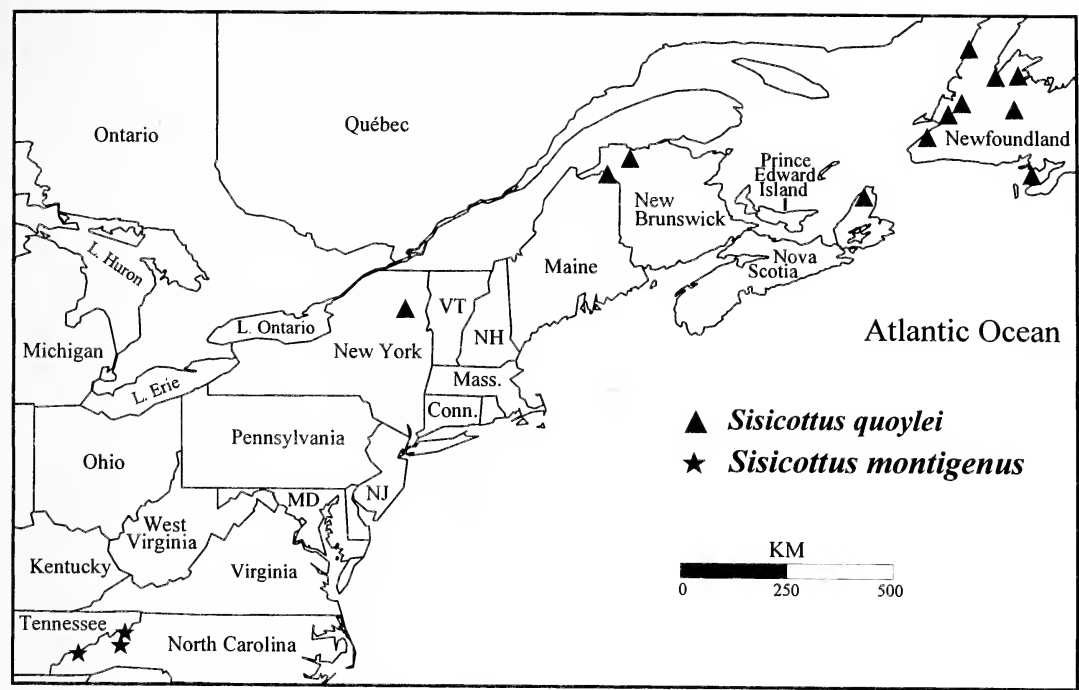 Ontario
Québec
Newfoundland
Prince
Edward
Island
New
Brunswick
Nova
Scotia
L. Huron
Maine
VT
NH
L. Ontario
Michigan
New York
Atlantic Ocean
L. Erie
Mass.
Conn.
Pennsylvania
Sisicottus quoylei
Ohio
Sisicottus montigenus
NJ
MD
West
Virginia
Kentucky
Virginia
KM
0 250 500
Tennessee
North Carolina